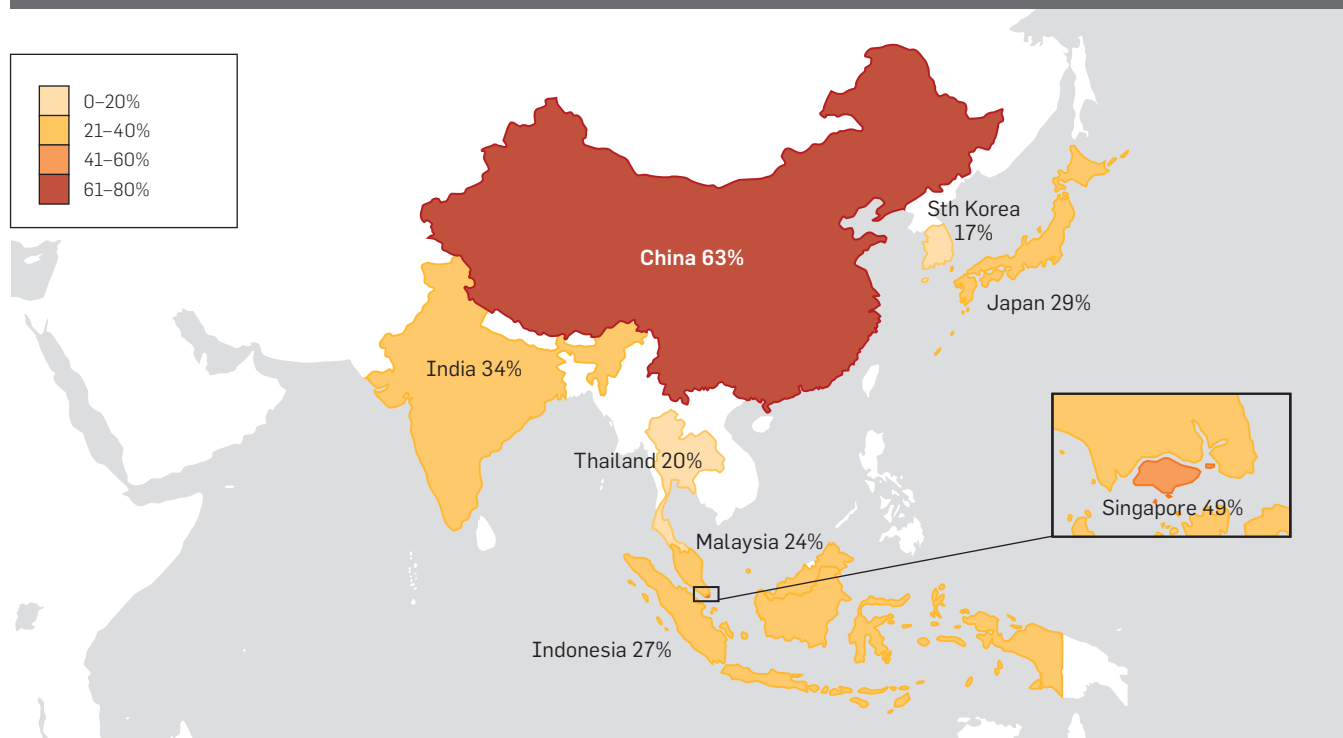 0–20%
21–40%
41–60%
61–80%
Sth Korea
17%
China 63%
Japan 29%
India 34%
Thailand 20%
Singapore 49%
Malaysia 24%
Indonesia 27%